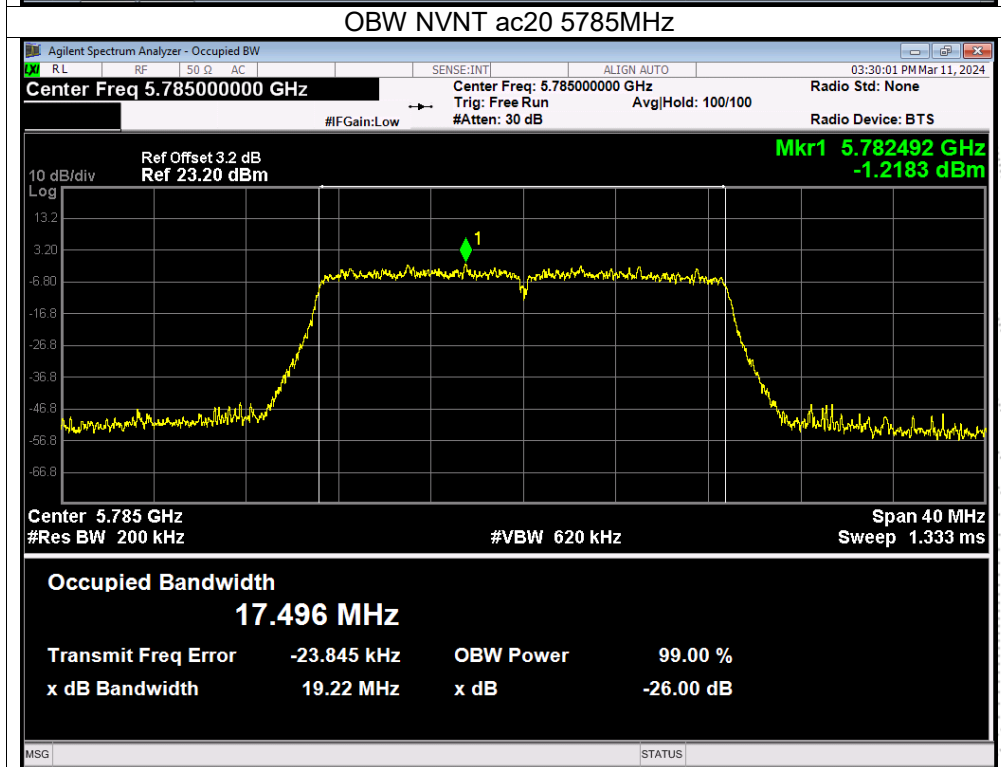 OBW NVNT ac20 5785MHz
Agilent Spectrum Analyzer - Occupied BW
LXI RL RF 50 Ω AC SENSE:INT ALIGN AUTO 03:30:01 PM Mar 11, 2024
Center Freq 5.785000000 GHz Center Freq: 5.785000000 GHz Radio Std: None
Trig: Free Run Avg|Hold: 100/100
#IFGain:Low #Atten: 30 dB Radio Device: BTS
Mkr1 5.782492 GHz
-1.2183 dBm
Ref Offset 3.2 dB
10 dB/div Ref 23.20 dBm
Log
13.2
3.20
-6.80
-16.8
-26.8
-36.8
-46.8
-56.8
-66.8
1
Center 5.785 GHz Span 40 MHz
#Res BW 200 kHz #VBW 620 kHz Sweep 1.333 ms
Occupied Bandwidth
17.496 MHz
Transmit Freq Error -23.845 kHz OBW Power 99.00 %
x dB Bandwidth 19.22 MHz x dB -26.00 dB
MSG STATUS